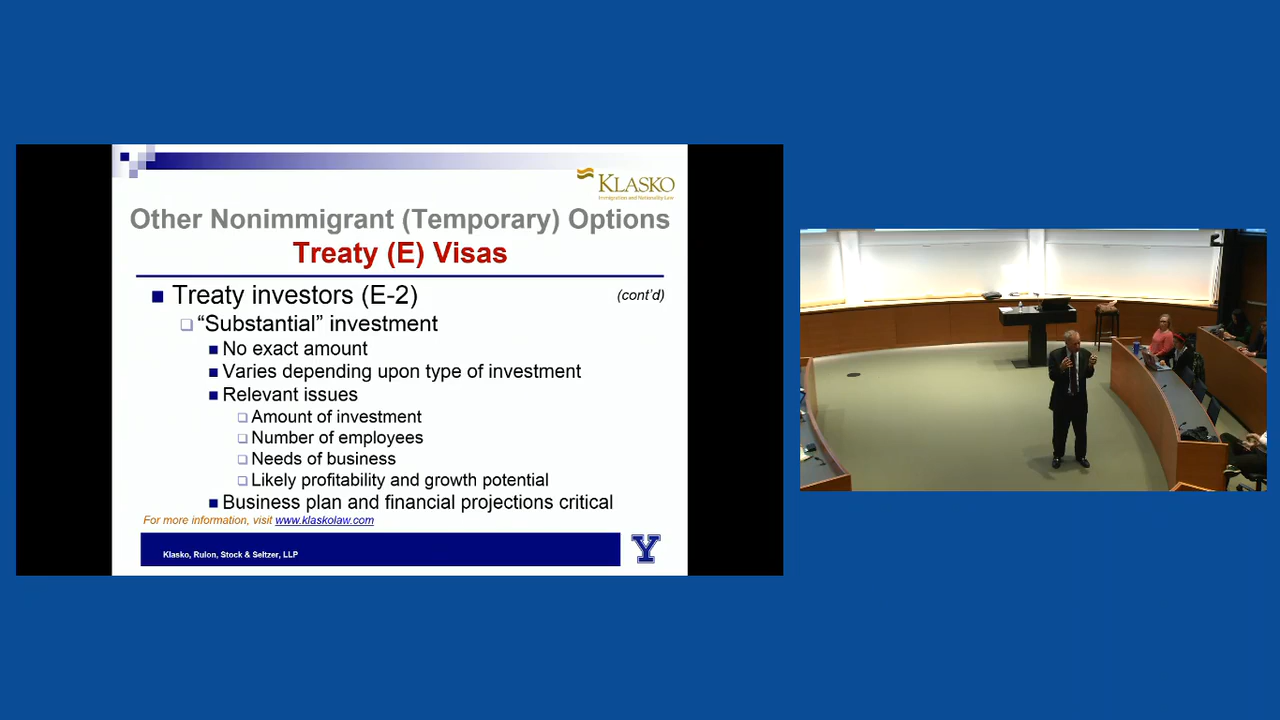 KLASKO
Immigration and Nationality Law
Other Nonimmigrant (Temporary) Options
Treaty (E) Visas
Treaty investors (E-2)
(cont’d)
“Substantial” investment
No exact amount
Varies depending upon type of investment
Relevant issues
Amount of investment
Number of employees
Needs of business
Likely profitability and growth potential
Business plan and financial projections critical
For more information, visit www.klaskolaw.com
Klasko, Rulon, Stock & Seltzer, LLP
Y